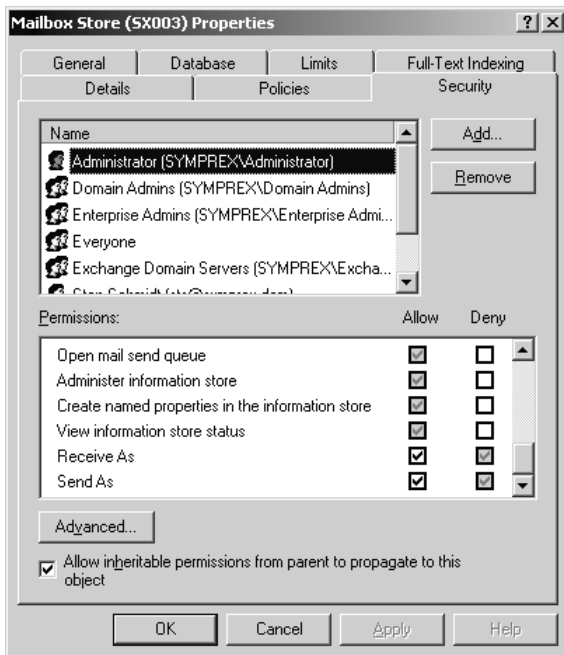 Mailbox Store (SX003) Properties
General Database Limits Full-Text Indexing
Details Policies Security
Name
Administrator (SYMPREX\Administrator)
Domain Admins (SYMPREX\Domain Admins)
Enterprise Admins (SYMPREX\Enterprise Admi...
Everyone
Exchange Domain Servers (SYMPREX\Excha...
Add...
Remove
Permissions: Allow Deny
Open mail send queue
Administer information store
Create named properties in the information store
View information store status
Receive As
Send As
Advanced...
Allow inheritable permissions from parent to propagate to this
object
OK Cancel Apply Help